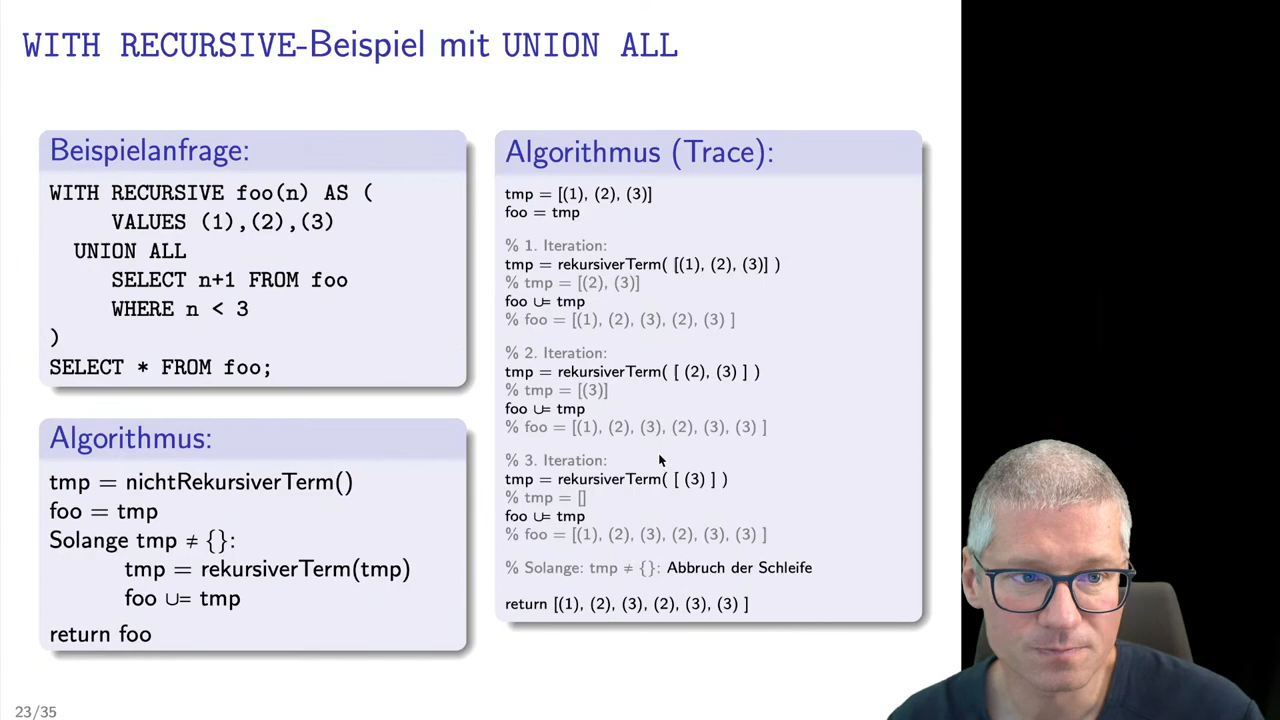 WITH RECURSIVE-Beispiel mit UNION ALL
Beispielanfrage:
WITH RECURSIVE foo(n) AS (
VALUES (1),(2),(3)
UNION ALL
SELECT n+1 FROM foo
WHERE n < 3
)
SELECT * FROM foo;
Algorithmus:
tmp = nichtRekursiverTerm()
foo = tmp
Solange tmp ≠ {}:
tmp = rekursiverTerm(tmp)
foo ∪= tmp
return foo
Algorithmus (Trace):
tmp = [(1), (2), (3)]
foo = tmp
% 1. Iteration:
tmp = rekursiverTerm( [(1), (2), (3)] )
% tmp = [(2), (3)]
foo ∪= tmp
% foo = [(1), (2), (3), (2), (3) ]
% 2. Iteration:
tmp = rekursiverTerm( [ (2), (3) ] )
% tmp = [(3)]
foo ∪= tmp
% foo = [(1), (2), (3), (2), (3), (3) ]
% 3. Iteration:
tmp = rekursiverTerm( [ (3) ] )
% tmp = []
foo ∪= tmp
% foo = [(1), (2), (3), (2), (3), (3) ]
% Solange: tmp ≠ {}: Abbruch der Schleife
return [(1), (2), (3), (2), (3), (3) ]
23/35